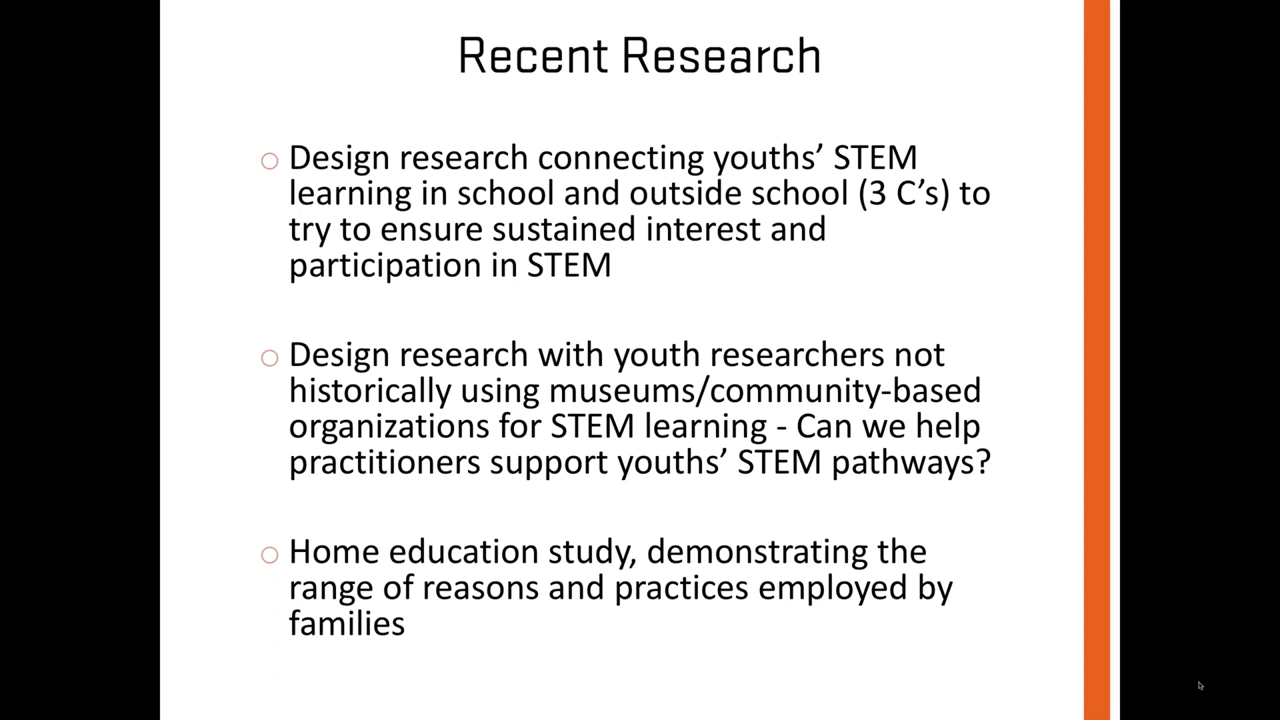 Recent Research
Design research connecting youths’ STEM
learning in school and outside school (3 C’s) to
try to ensure sustained interest and
participation in STEM
Design research with youth researchers not
historically using museums/community-based
organizations for STEM learning - Can we help
practitioners support youths’ STEM pathways?
Home education study, demonstrating the
range of reasons and practices employed by
families